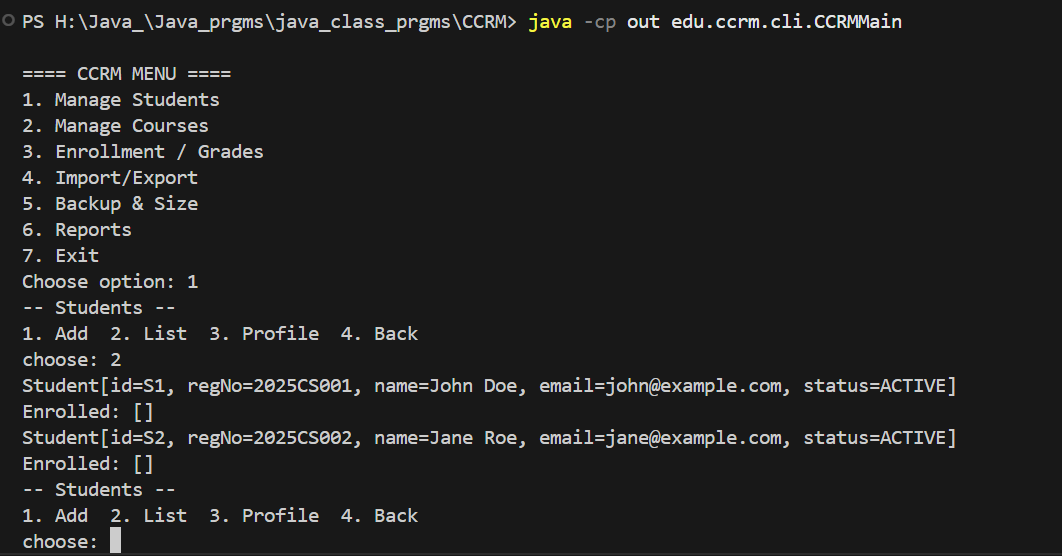 PS H:\Java_\Java_prgms\java_class_prgms\CCRM> java -cp out edu.ccrm.cli.CCRMMain
==== CCRM MENU ====
1. Manage Students
2. Manage Courses
3. Enrollment / Grades
4. Import/Export
5. Backup & Size
6. Reports
7. Exit
Choose option: 1
-- Students --
1. Add  2. List  3. Profile  4. Back
choose: 2
Student[id=S1, regNo=2025CS001, name=John Doe, email=john@example.com, status=ACTIVE]
Enrolled: []
Student[id=S2, regNo=2025CS002, name=Jane Roe, email=jane@example.com, status=ACTIVE]
Enrolled: []
-- Students --
1. Add  2. List  3. Profile  4. Back
choose: